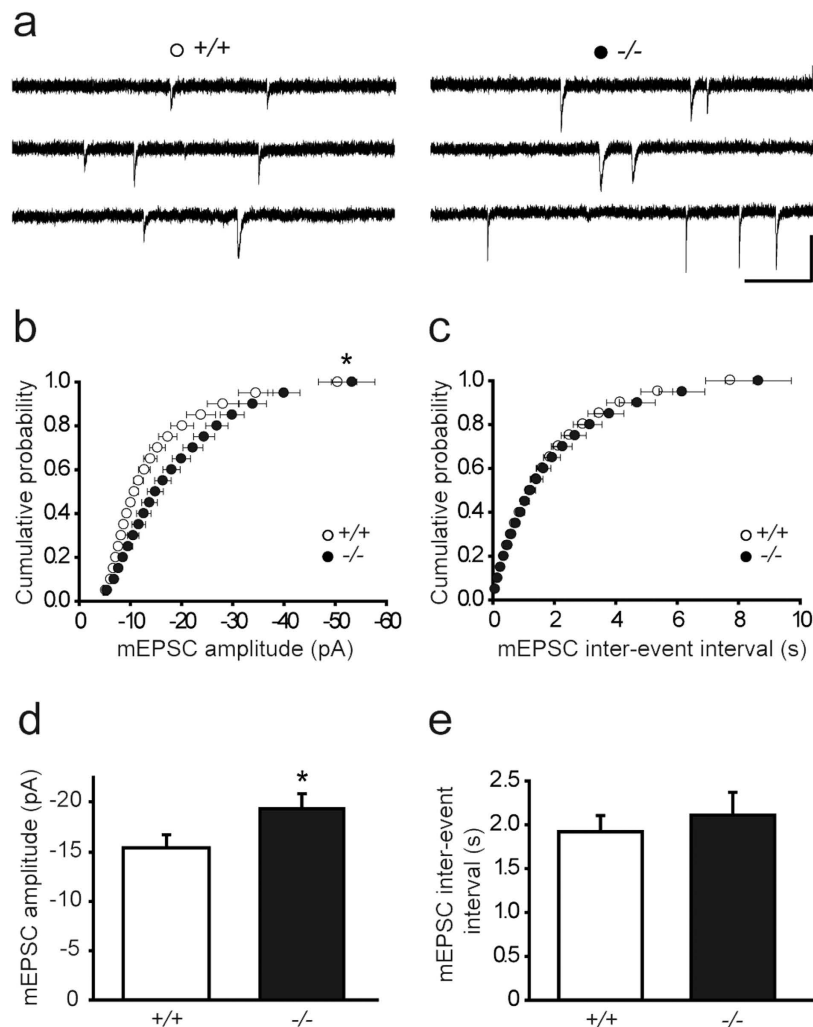 a
+/+ -/-
b
*
Cumulative probability
1.0
0.8
0.6
0.4
0.2
0.0
0 -10 -20 -30 -40 -50 -60
mEPSC amplitude (pA)
+/+
-/-
c
Cumulative probability
1.0
0.8
0.6
0.4
0.2
0.0
0 2 4 6 8 10
mEPSC inter-event interval (s)
+/+
-/-
d
*
mEPSC amplitude (pA)
-20
-15
-10
-5
0
+/+ -/-
e
mEPSC inter-event
interval (s)
2.5
2.0
1.5
1.0
0.5
0
+/+ -/-